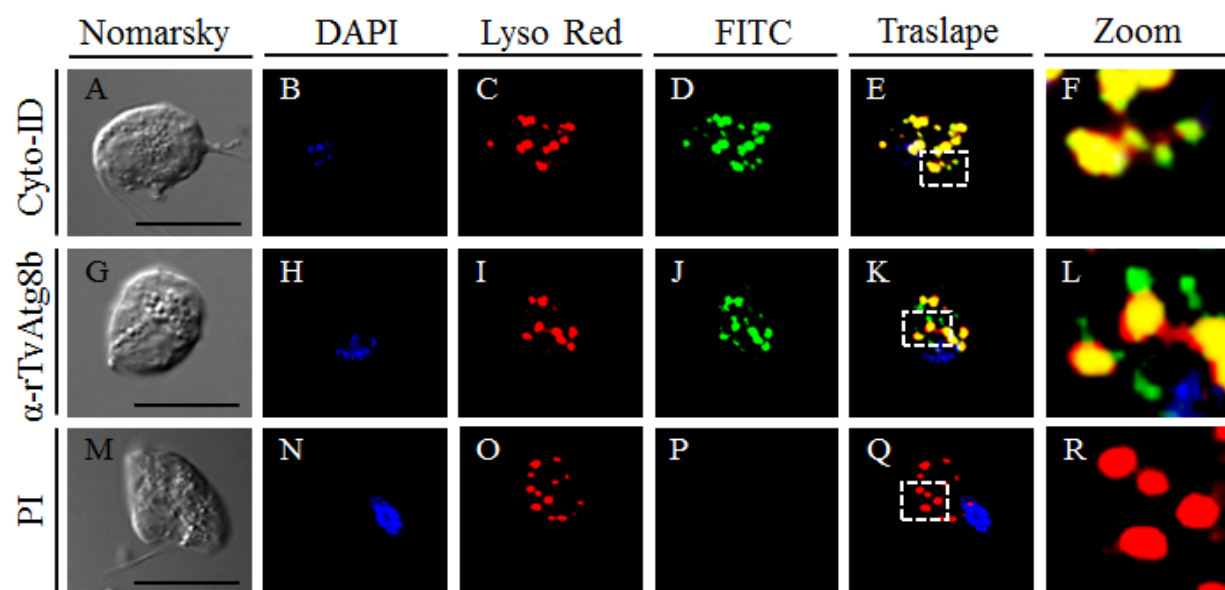 Nomarsky DAPI Lyso Red FITC Traslape Zoom
Cyto-ID
A B C D E F
α-rTvAtg8b
G H I J K L
PI
M N O P Q R